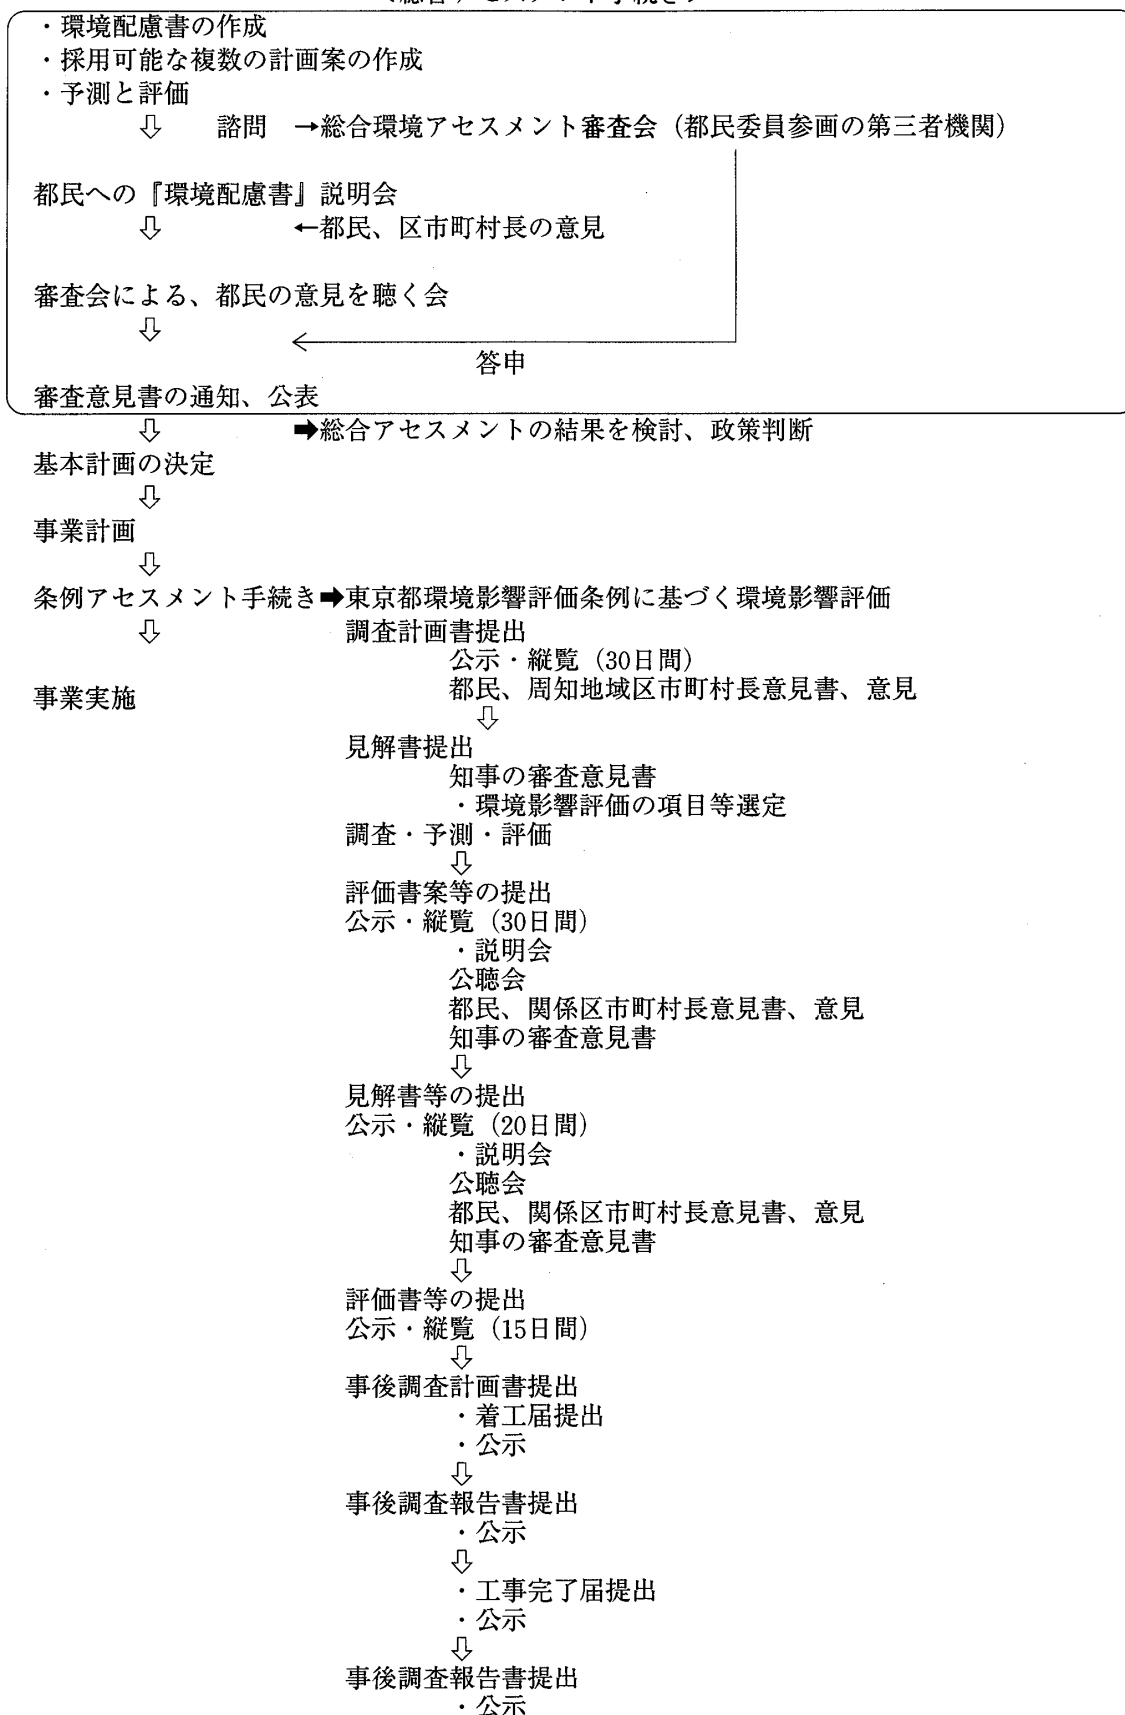 ・環境配慮書の作成
・採用可能な複数の計画案の作成
・予測と評価
⇩ 諮問 →総合環境アセスメント審査会（都民委員参画の第三者機関）
都民への『環境配慮書』説明会
⇩ ←都民、区市町村長の意見
審査会による、都民の意見を聴く会
⇩
答申
審査意見書の通知、公表
⇩ ➡総合アセスメントの結果を検討、政策判断
基本計画の決定
⇩
事業計画
⇩
条例アセスメント手続き➡東京都環境影響評価条例に基づく環境影響評価
⇩ 調査計画書提出
公示・縦覧（30日間）
都民、周知地域区市町村長意見書、意見
事業実施
⇩
見解書提出
知事の審査意見書
・環境影響評価の項目等選定
調査・予測・評価
⇩
評価書案等の提出
公示・縦覧（30日間）
・説明会
公聴会
都民、関係区市町村長意見書、意見
知事の審査意見書
⇩
見解書等の提出
公示・縦覧（20日間）
・説明会
公聴会
都民、関係区市町村長意見書、意見
知事の審査意見書
⇩
評価書等の提出
公示・縦覧（15日間）
⇩
事後調査計画書提出
・着工届提出
・公示
⇩
事後調査報告書提出
・公示
⇩
・工事完了届提出
・公示
⇩
事後調査報告書提出
・公示